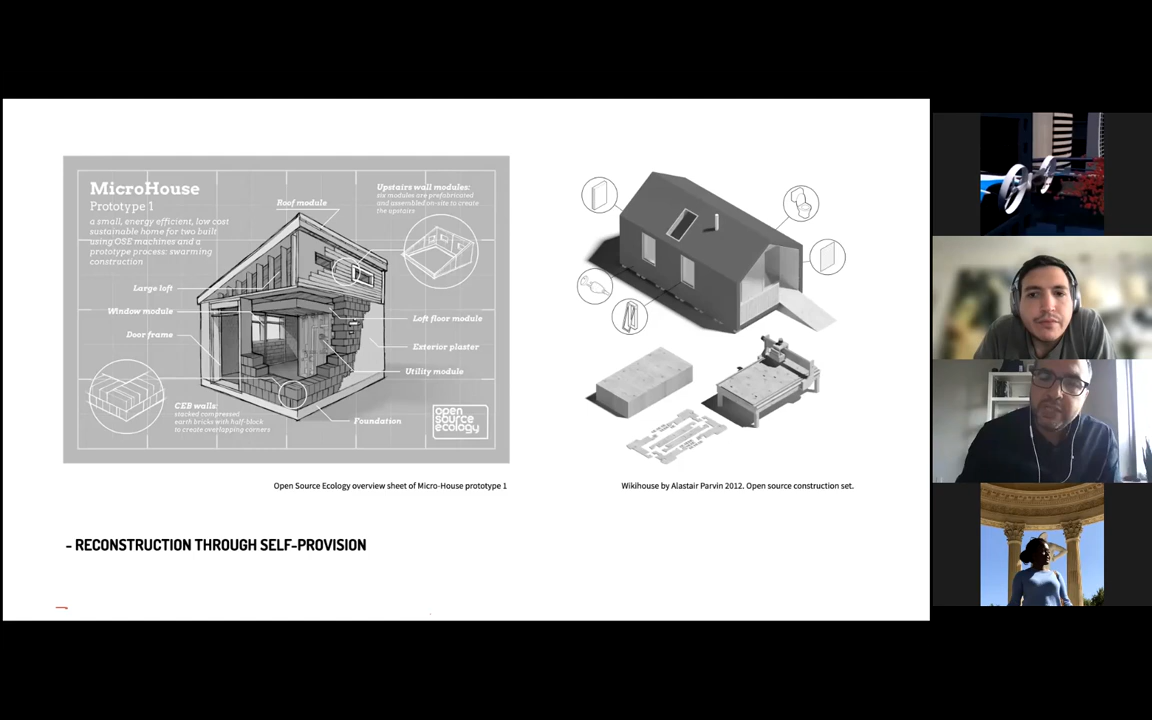 MicroHouse
Prototype 1
a small, energy efficient, low cost
sustainable home for two built
using OSE machines and a
prototype process: swarming
construction
Roof module
Upstairs wall modules:
six modules are prefabricated
and assembled on-site to create
the upstairs
Large loft
Window module
Door frame
Loft floor module
Exterior plaster
Utility module
CEB walls:
stacked compressed
earth bricks with half-block
to create overlapping corners
Foundation
open
source
ecology
Open Source Ecology overview sheet of Micro-House prototype 1
Wikihouse by Alastair Parvin 2012. Open source construction set.
- RECONSTRUCTION THROUGH SELF-PROVISION